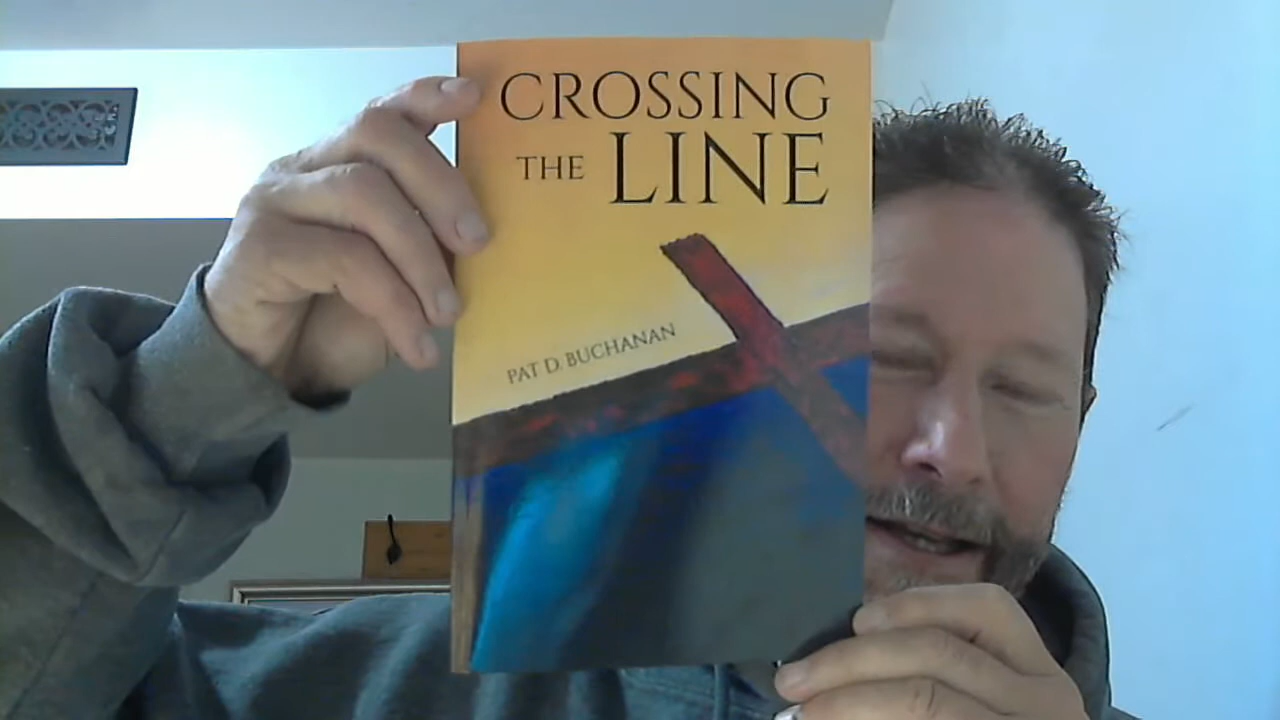 CROSSING
THE LINE
PAT D. BUCHANAN